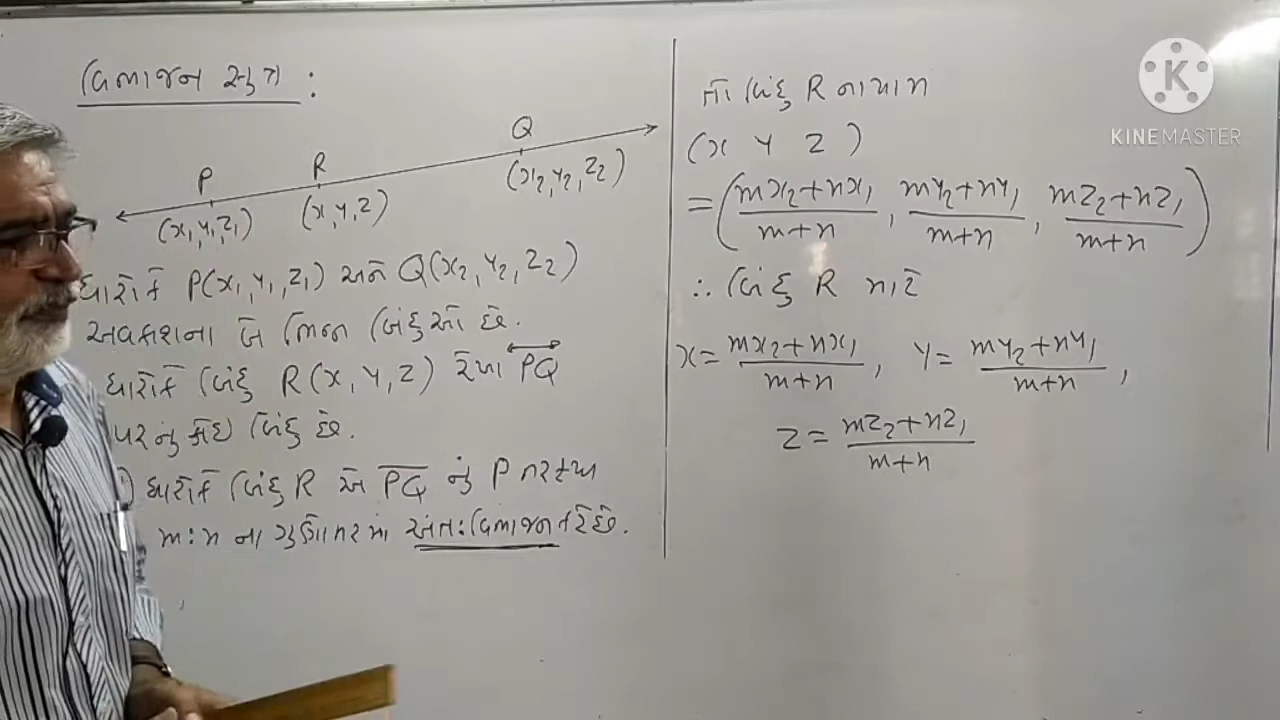 વિભાજન સૂત્ર :
P R Q
(x₁, y₁, z₁) (x, y, z) (x₂, y₂, z₂)
ધારોકે P(x₁, y₁, z₁) અને Q(x₂, y₂, z₂)
અવકાશના બે ભિન્ન બિંદુઓ છે.
ધારોકે બિંદુ R(x, y, z) રેખા PQ
પરનું કોઇ બિંદુ છે.
) ધારોકે બિંદુ R એ PQ નું P તરફથી
m:n ના ગુણોત્તરમાં અંત:વિભાજન કરે છે.
તો બિંદુ R ના યામ
(x y z)
= ( (mx₂+nx₁)/(m+n), (my₂+ny₁)/(m+n), (mz₂+nz₁)/(m+n) )
∴ બિંદુ R માટે
x = (mx₂+nx₁)/(m+n), y = (my₂+ny₁)/(m+n),
z = (mz₂+nz₁)/(m+n)
K
KINEMASTER